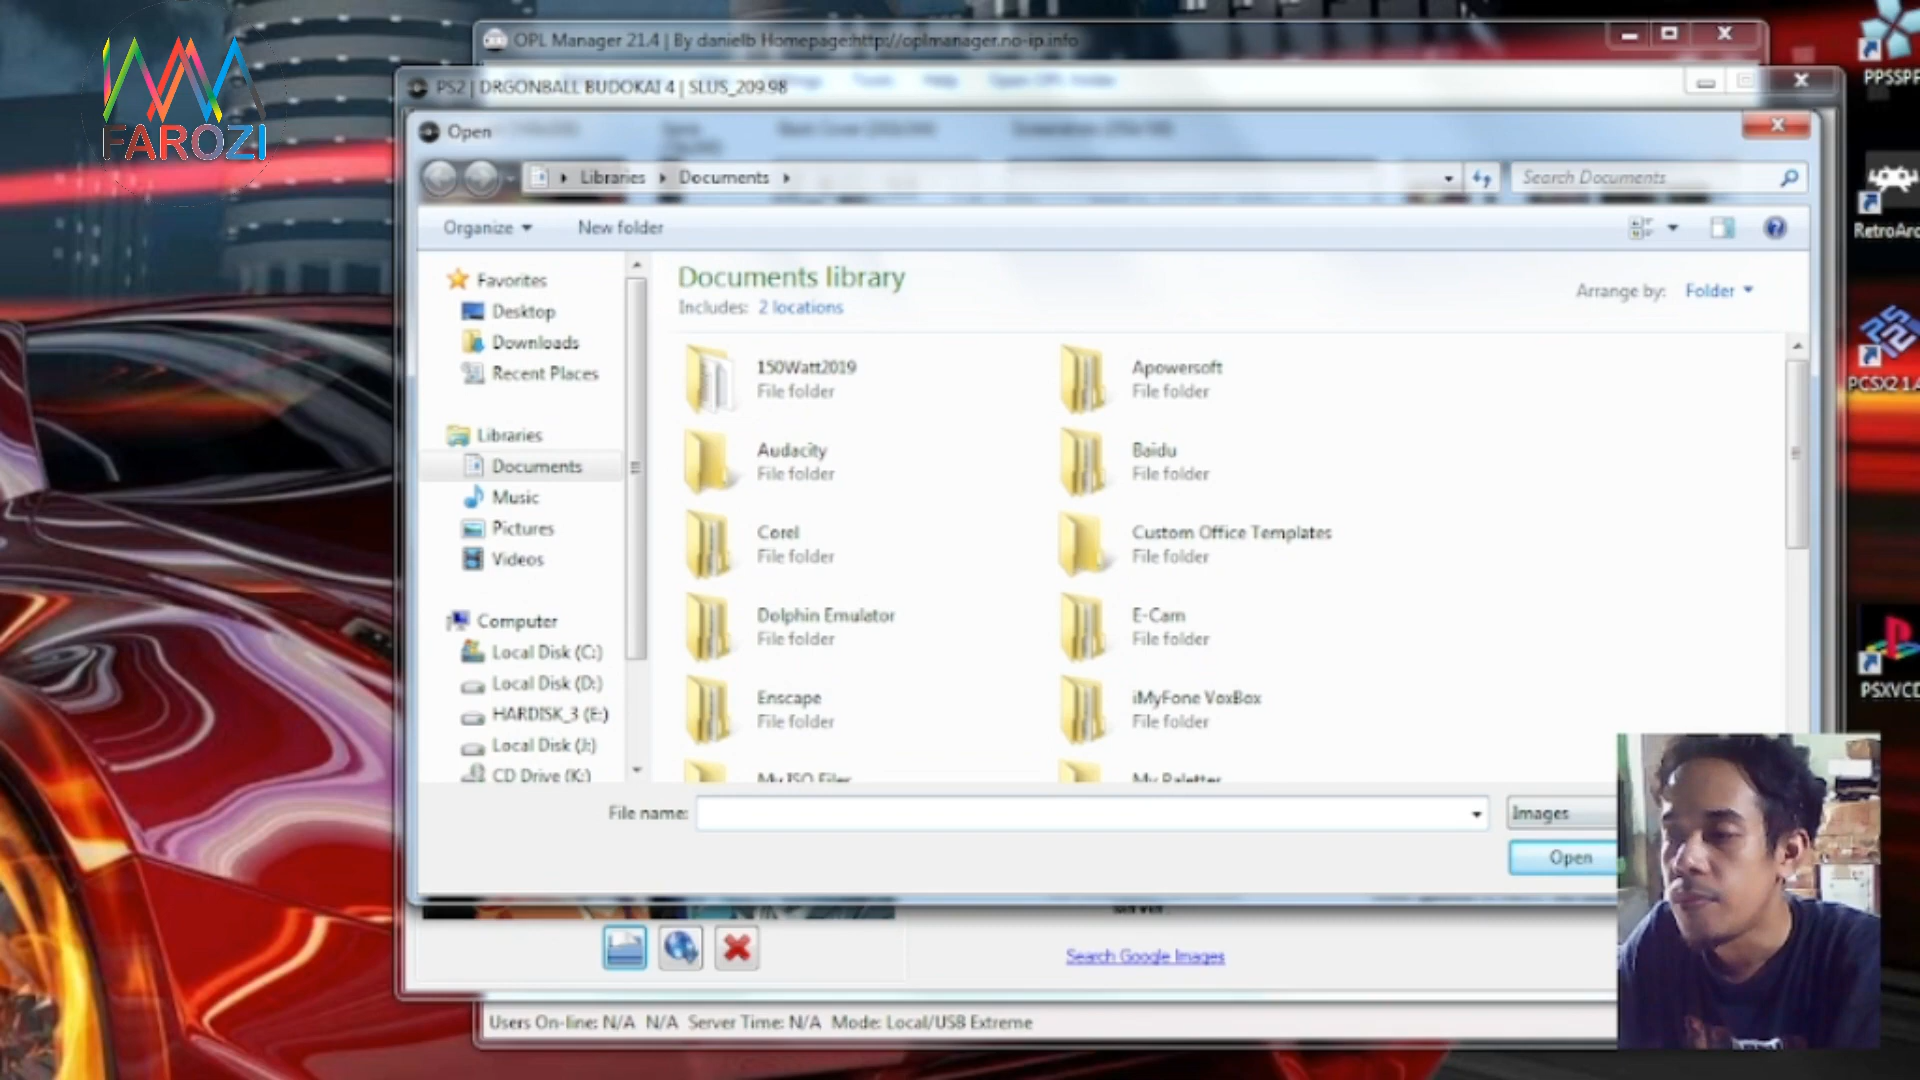 FAROZI
OPL Manager 21.4 | By danielb Homepage:http://oplmanager.no-ip.info
PS2 | DRGONBALL BUDOKAI 4 | SLUS_209.98
Open
Libraries
Documents
Search Documents
Organize
New folder
Favorites
Desktop
Downloads
Recent Places
Libraries
Documents
Music
Pictures
Videos
Computer
Local Disk (C:)
Local Disk (D:)
HARDISK_3 (E:)
Local Disk (J:)
CD Drive (K:)
Documents library
Includes: 2 locations
Arrange by: Folder
150Watt2019
File folder
Apowersoft
File folder
Audacity
File folder
Baidu
File folder
Corel
File folder
Custom Office Templates
File folder
Dolphin Emulator
File folder
E-Cam
File folder
Enscape
File folder
iMyFone VoxBox
File folder
My ISO Files
My Palettes
File name:
Images
Open
Search Google Images
Users On-line: N/A N/A Server Time: N/A Mode: Local/USB Extreme
PPSSPP
RetroArc
PCSX2 1.4
PSXVCD